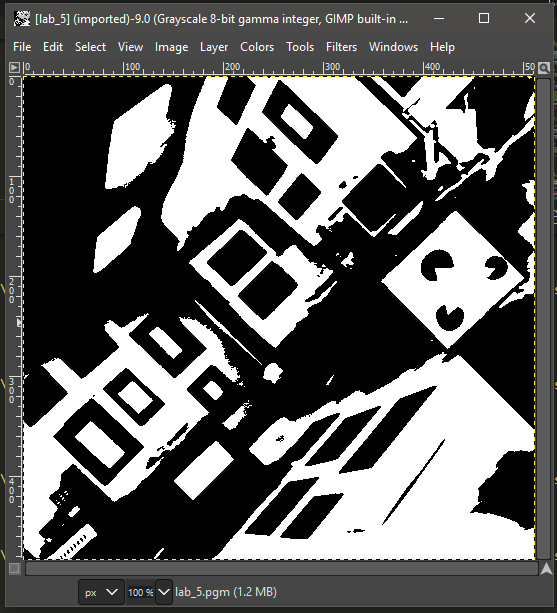 [lab_5] (imported)-9.0 (Grayscale 8-bit gamma integer, GIMP built-in ...
File Edit Select View Image Layer Colors Tools Filters Windows Help
0 100 200 300 400 50
0
100
200
300
400
px 100 % lab_5.pgm (1.2 MB)